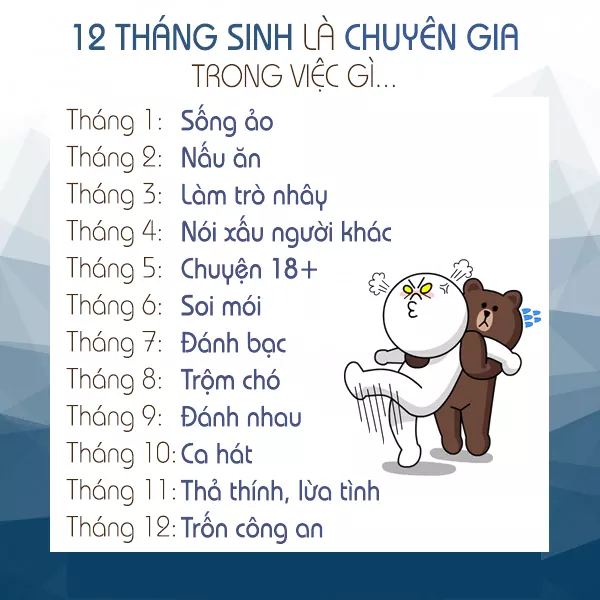 12 THÁNG SINH LÀ CHUYÊN GIA
TRONG VIỆC GÌ...
Tháng 1: Sống ảo
Tháng 2: Nấu ăn
Tháng 3: Làm trò nhây
Tháng 4: Nói xấu người khác
Tháng 5: Chuyện 18+
Tháng 6: Soi mói
Tháng 7: Đánh bạc
Tháng 8: Trộm chó
Tháng 9: Đánh nhau
Tháng 10: Ca hát
Tháng 11: Thả thính, lừa tình
Tháng 12: Trốn công an